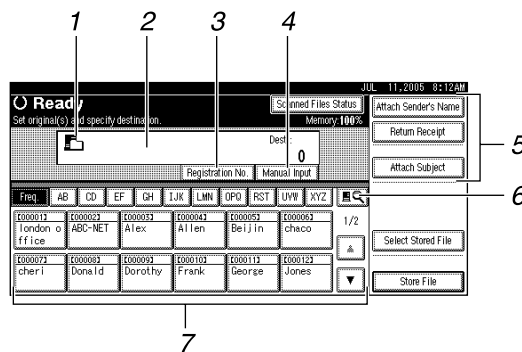 1 2 3 4
JUL 11,2005 8:12AM
Ready
Scanned Files Status
Attach Sender's Name
Set original(s) and specify destination.
Memory:100%
Return Receipt
Dest.:
0
5
Registration No.
Manual Input
Attach Subject
Freq. AB CD EF GH IJK LMN OPQ RST UVW XYZ
6
[00001] [00002] [00003] [00004] [00005] [00006]
london o ABC-NET Alex Allen Beijin chaco
ffice
1/2
Select Stored File
[00007] [00008] [00009] [00010] [00011] [00012]
cheri Donald Dorothy Frank George Jones
▼
Store File
7